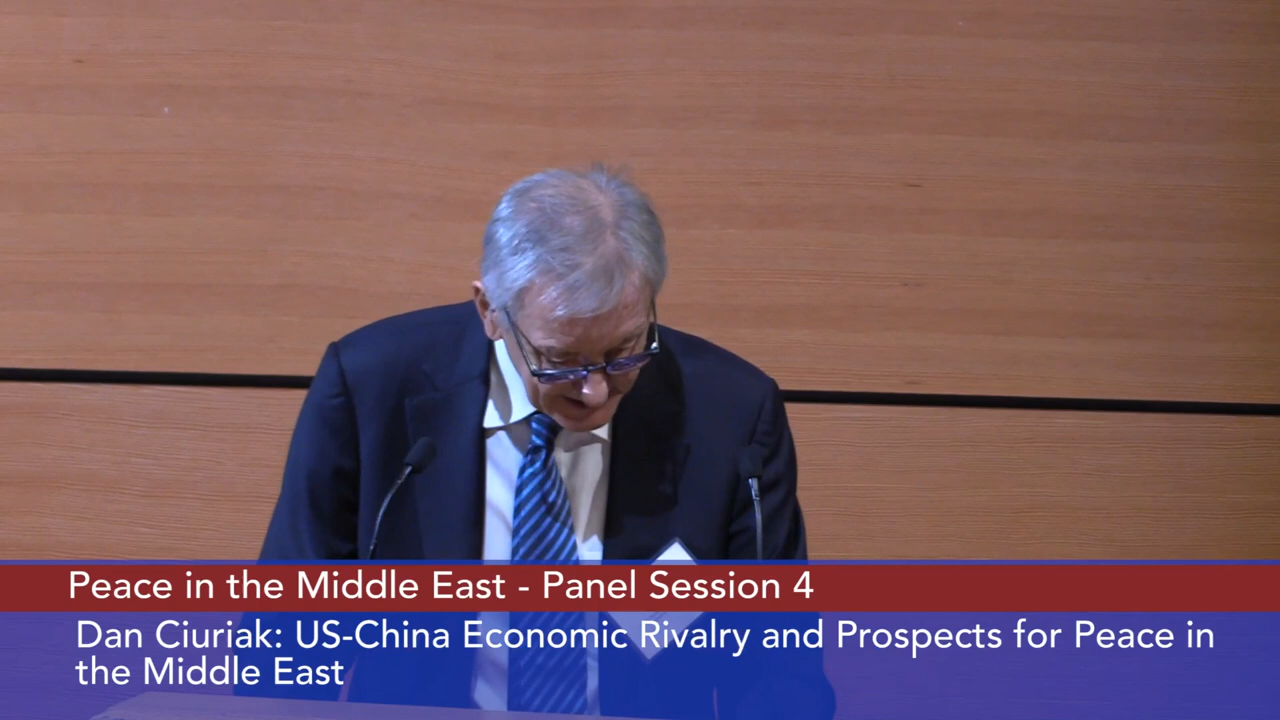 Peace in the Middle East - Panel Session 4
Dan Ciuriak: US-China Economic Rivalry and Prospects for Peace in
the Middle East